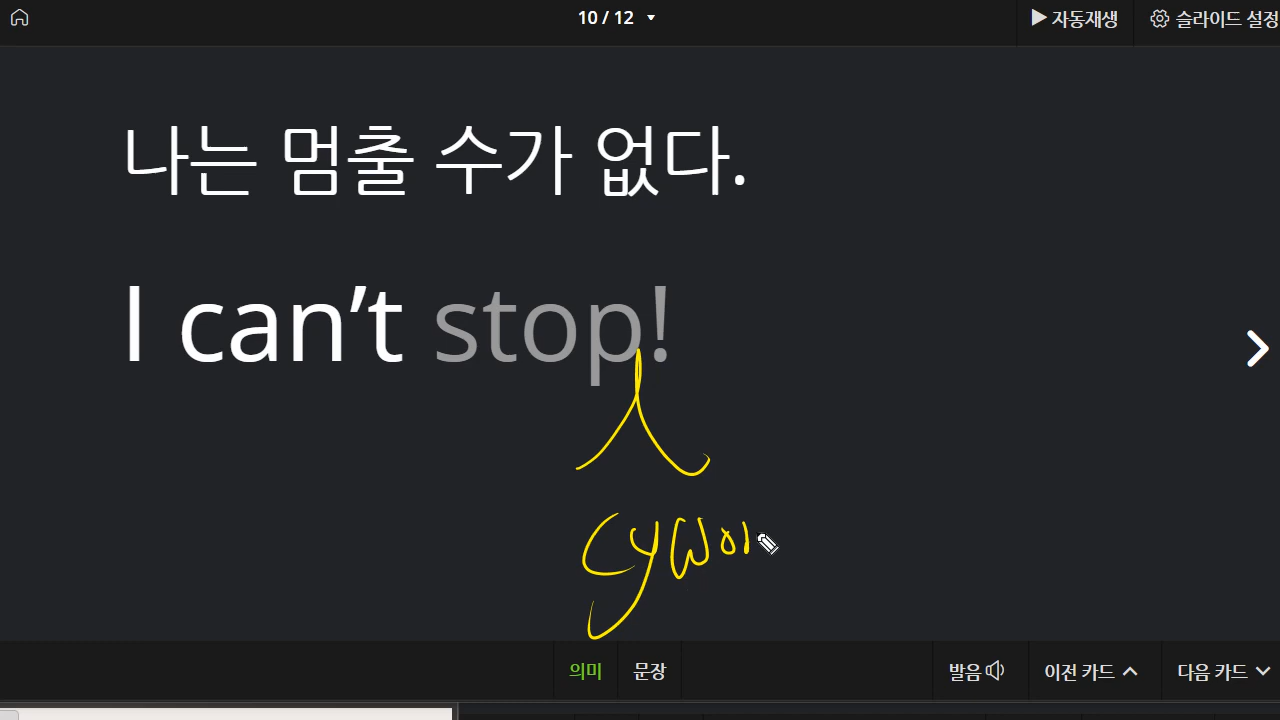 10 / 12
자동재생
슬라이드 설정
나는 멈출 수가 없다.
I can't stop!
의미
문장
발음
이전 카드
다음 카드